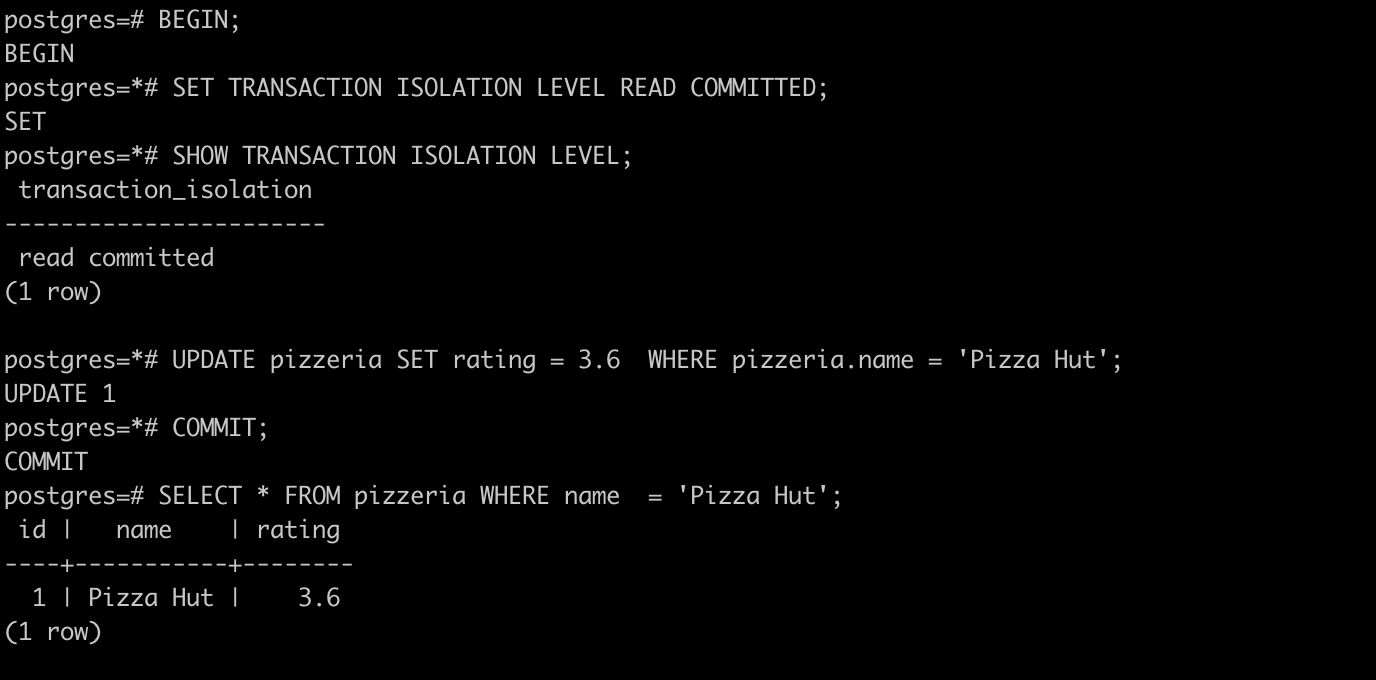 postgres=# BEGIN;
BEGIN
postgres=*# SET TRANSACTION ISOLATION LEVEL READ COMMITTED;
SET
postgres=*# SHOW TRANSACTION ISOLATION LEVEL;
 transaction_isolation
-----------------------
 read committed
(1 row)

postgres=*# UPDATE pizzeria SET rating = 3.6  WHERE pizzeria.name = 'Pizza Hut';
UPDATE 1
postgres=*# COMMIT;
COMMIT
postgres=# SELECT * FROM pizzeria WHERE name  = 'Pizza Hut';
 id |   name    | rating
----+-----------+--------
  1 | Pizza Hut |    3.6
(1 row)